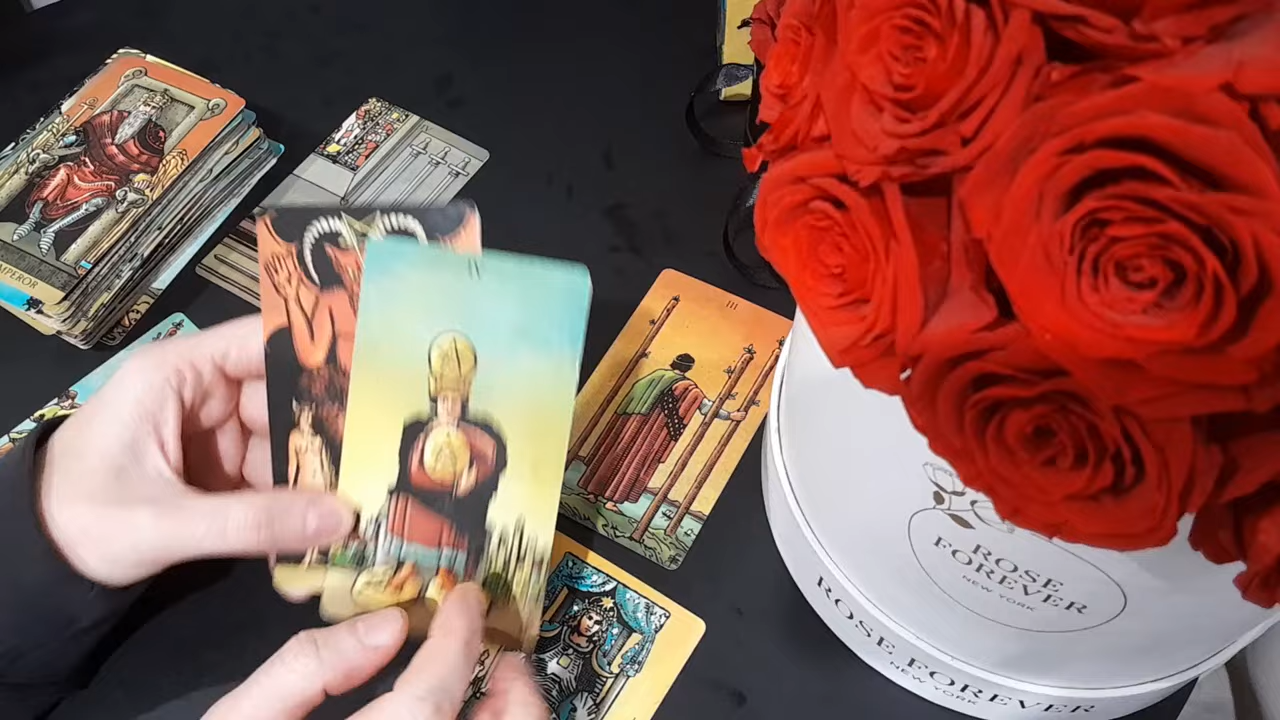 EMPEROR
III
ROSE
FOREVER
NEW YORK
ROSE FOREVER
NEW YORK